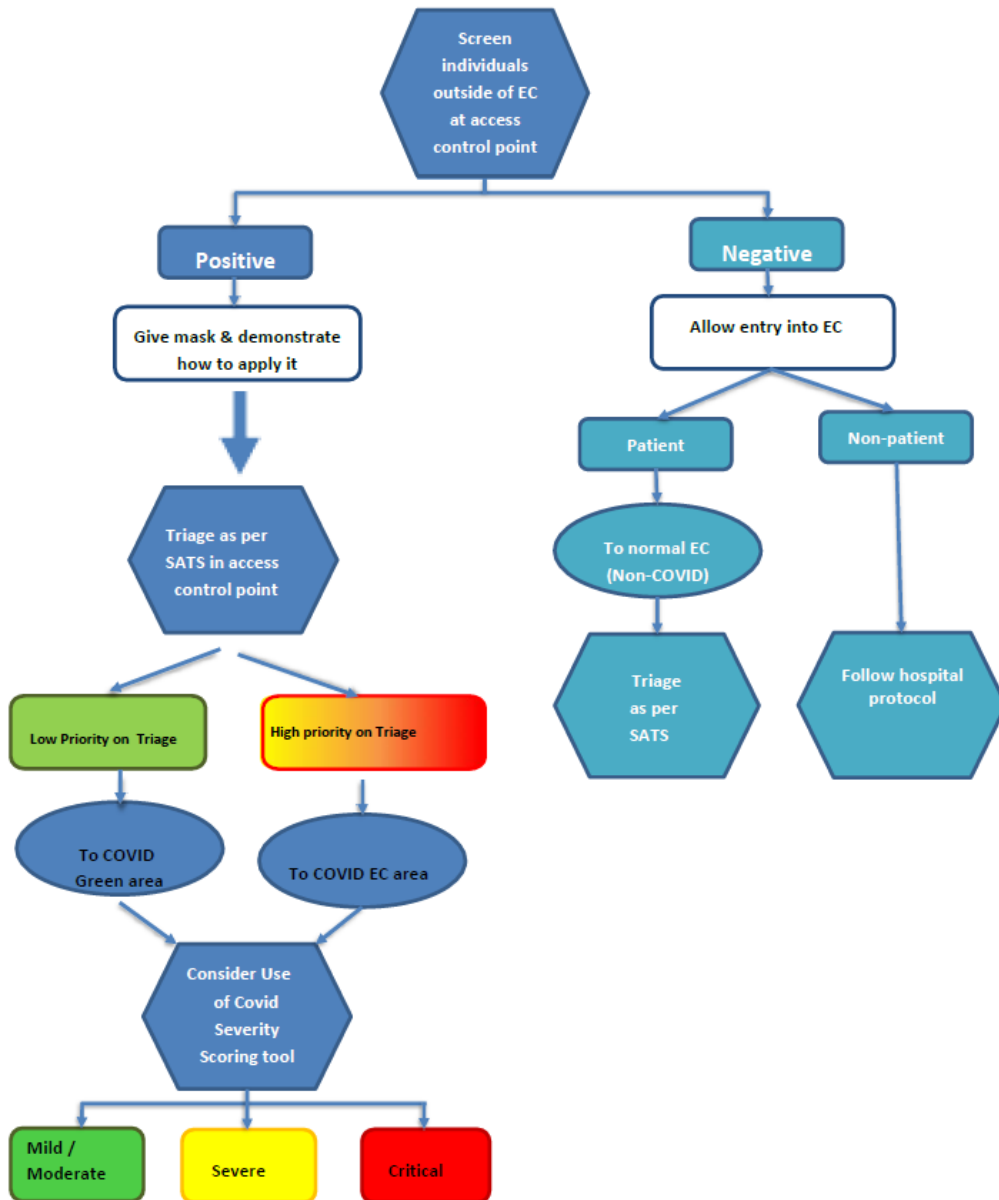 Screen
individuals
outside of EC
at access
control point
Positive
Negative
Give mask & demonstrate
how to apply it
Allow entry into EC
Patient
Non-patient
Triage as per
SATS in access
control point
To normal EC
(Non-COVID)
Triage
as per
SATS
Follow hospital
protocol
Low Priority on Triage
High priority on Triage
To COVID
Green area
To COVID EC area
Consider Use
of Covid
Severity
Scoring tool
Mild /
Moderate
Severe
Critical